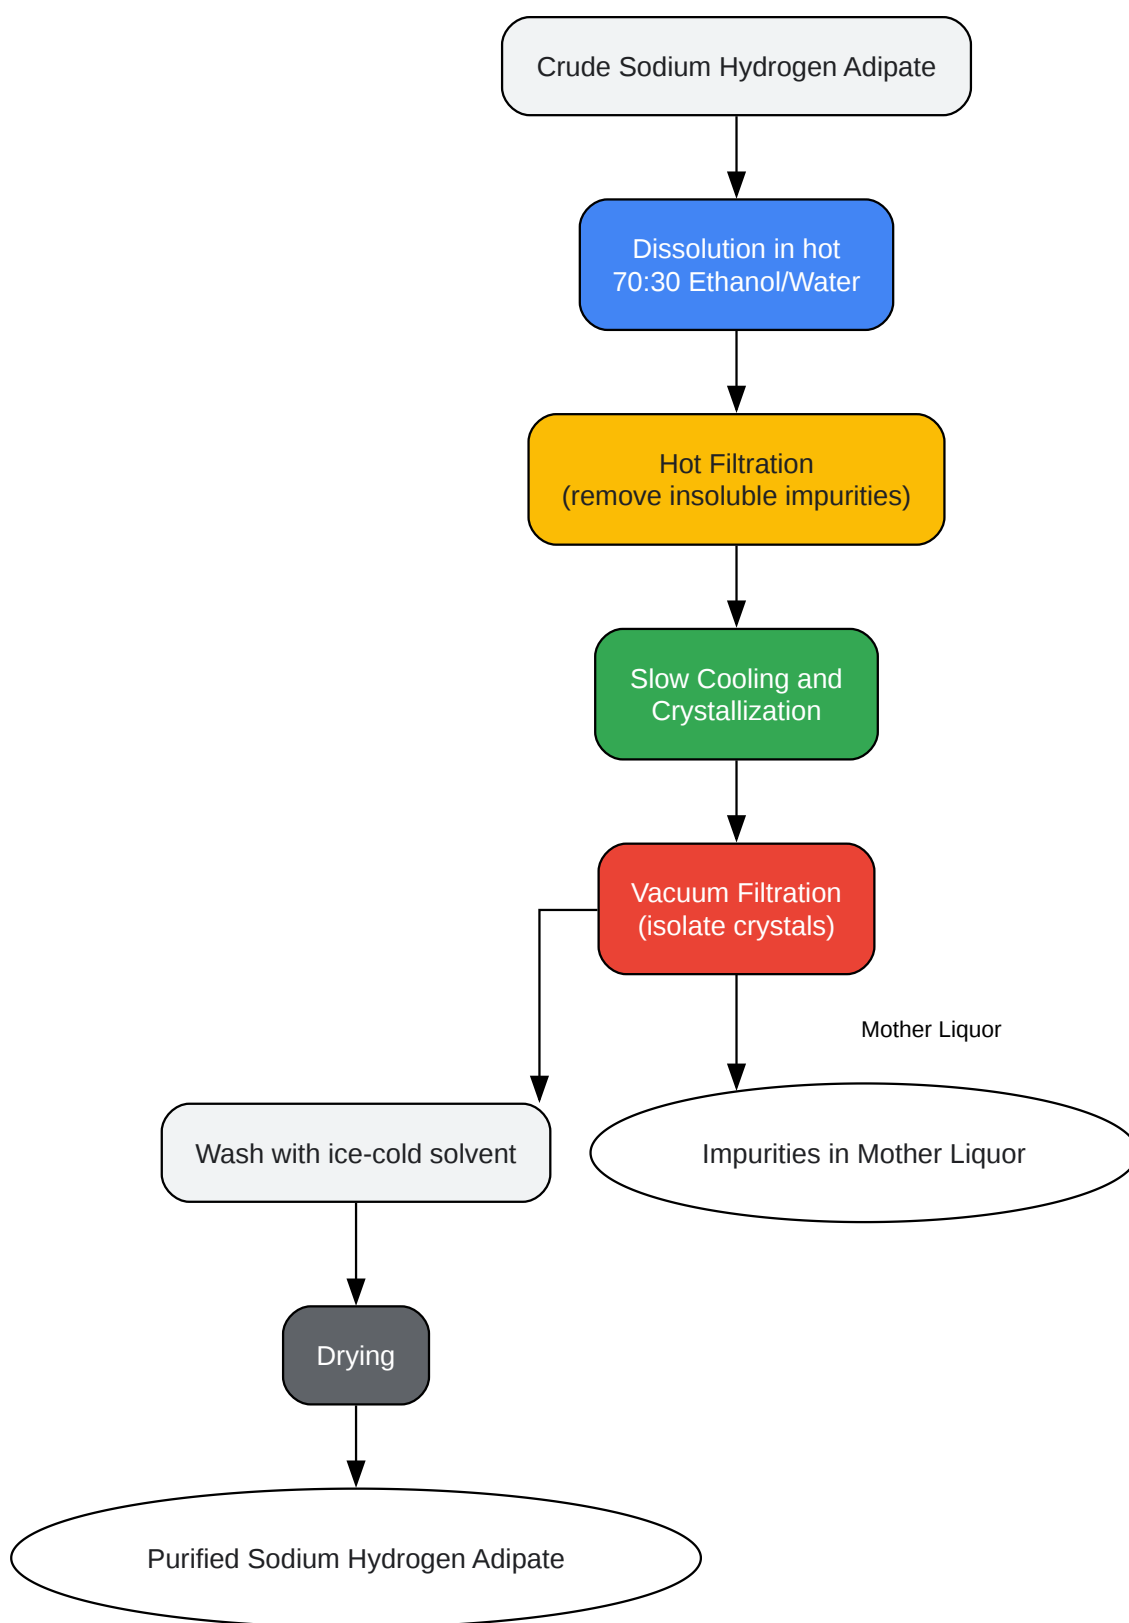 Crude Sodium Hydrogen Adipate
Dissolution in hot
70:30 Ethanol/Water
Hot Filtration
(remove insoluble impurities)
Slow Cooling and
Crystallization
Vacuum Filtration
(isolate crystals)
Mother Liquor
Wash with ice-cold solvent
Impurities in Mother Liquor
Drying
Purified Sodium Hydrogen Adipate